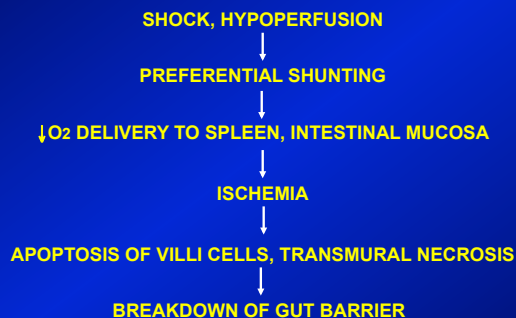 SHOCK, HYPOPERFUSION
PREFERENTIAL SHUNTING
↓O2 DELIVERY TO SPLEEN, INTESTINAL MUCOSA
ISCHEMIA
APOPTOSIS OF VILLI CELLS, TRANSMURAL NECROSIS
BREAKDOWN OF GUT BARRIER